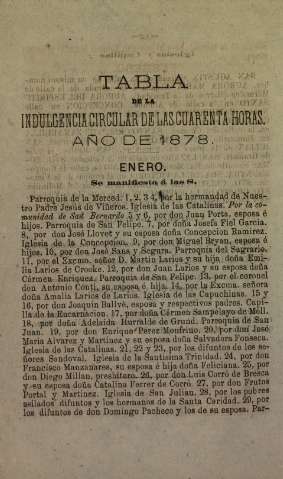 TABLA
DE LA
INDULGENCIA CIRCULAR DE LAS CUARENTA HORAS.
AÑO DE 1878.
ENERO.
Se manifiesta á las 8.
Parroquia de la Merced. 1, 2, 3 4, por la hermandad de Nues-
tro Padre Jesús de Viñeros. Iglesia de las Catalinas. Por la co-
munidad de San Bernardo 5 y 6, por don Juan Porta, esposa é
hijos. Parroquia de San Felipe. 7, por doña Josefa Piel García.
8, por don José Llovet y su esposa doña Concepcion Ramirez.
Iglesia de la Concepcion. 9, por don Miguel Bryan, esposa é
hijos. 16, por don José Sans y Segura. Parroquia del Sagrario.
11, por el Excmo. señor D. Martin Larios y su hija doña Emi-
lia Larios de Crooke. 12, por don Juan Larios y su esposa doña
Cármen Enriquez. Parroquia de San Felipe. 13, por el coronel
don Antonio Conti, su esposa é hija. 14, por la Excma. señora
doña Amalia Larios de Larios. Iglesia de las Capuchinas. 15 y
16, por don Joaquin Ballvé, esposa y respectivos padres. Capi-
lla de la Encarnacion. 17, por doña Cármen Sampelayo de Moll.
18, por doña Adelaida Hurralde de Grund. Parroquia de San
Juan. 19, por don Enrique Perez Monfrino. 20, por don José
María Alvarez y Martinez y su esposa doña Salvadora Fonseca.
Iglesia de las Catalinas. 21, 22 y 23, por los difuntos de los se-
ñores Sandoval. Iglesia de la Santísima Trinidad. 24, por don
Francisco Manzanares, su esposa é hija doña Feliciana. 25, por
don Diego Millan, presbítero. 26, por don Luis Corró de Bresca
y su esposa doña Catalina Ferrer de Corró. 27, por don Frutos
Portal y Martinez. Iglesia de San Julian. 28, por los pobres
asilados difuntos y los hermanos de la Santa Caridad. 29, por
los difuntos de don Domingo Pacheco y los de su esposa. Par-